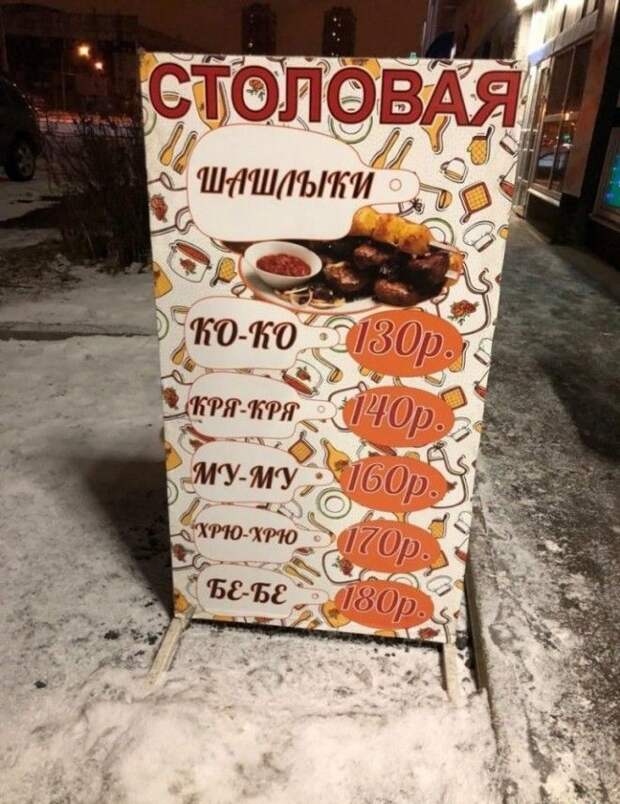 СТОЛОВАЯ
ШАШЛЫКИ
КО-КО 130р.
КРЯ-КРЯ 140р.
МУ-МУ 160р.
ХРЮ-ХРЮ 170р.
БЕ-БЕ 180р.